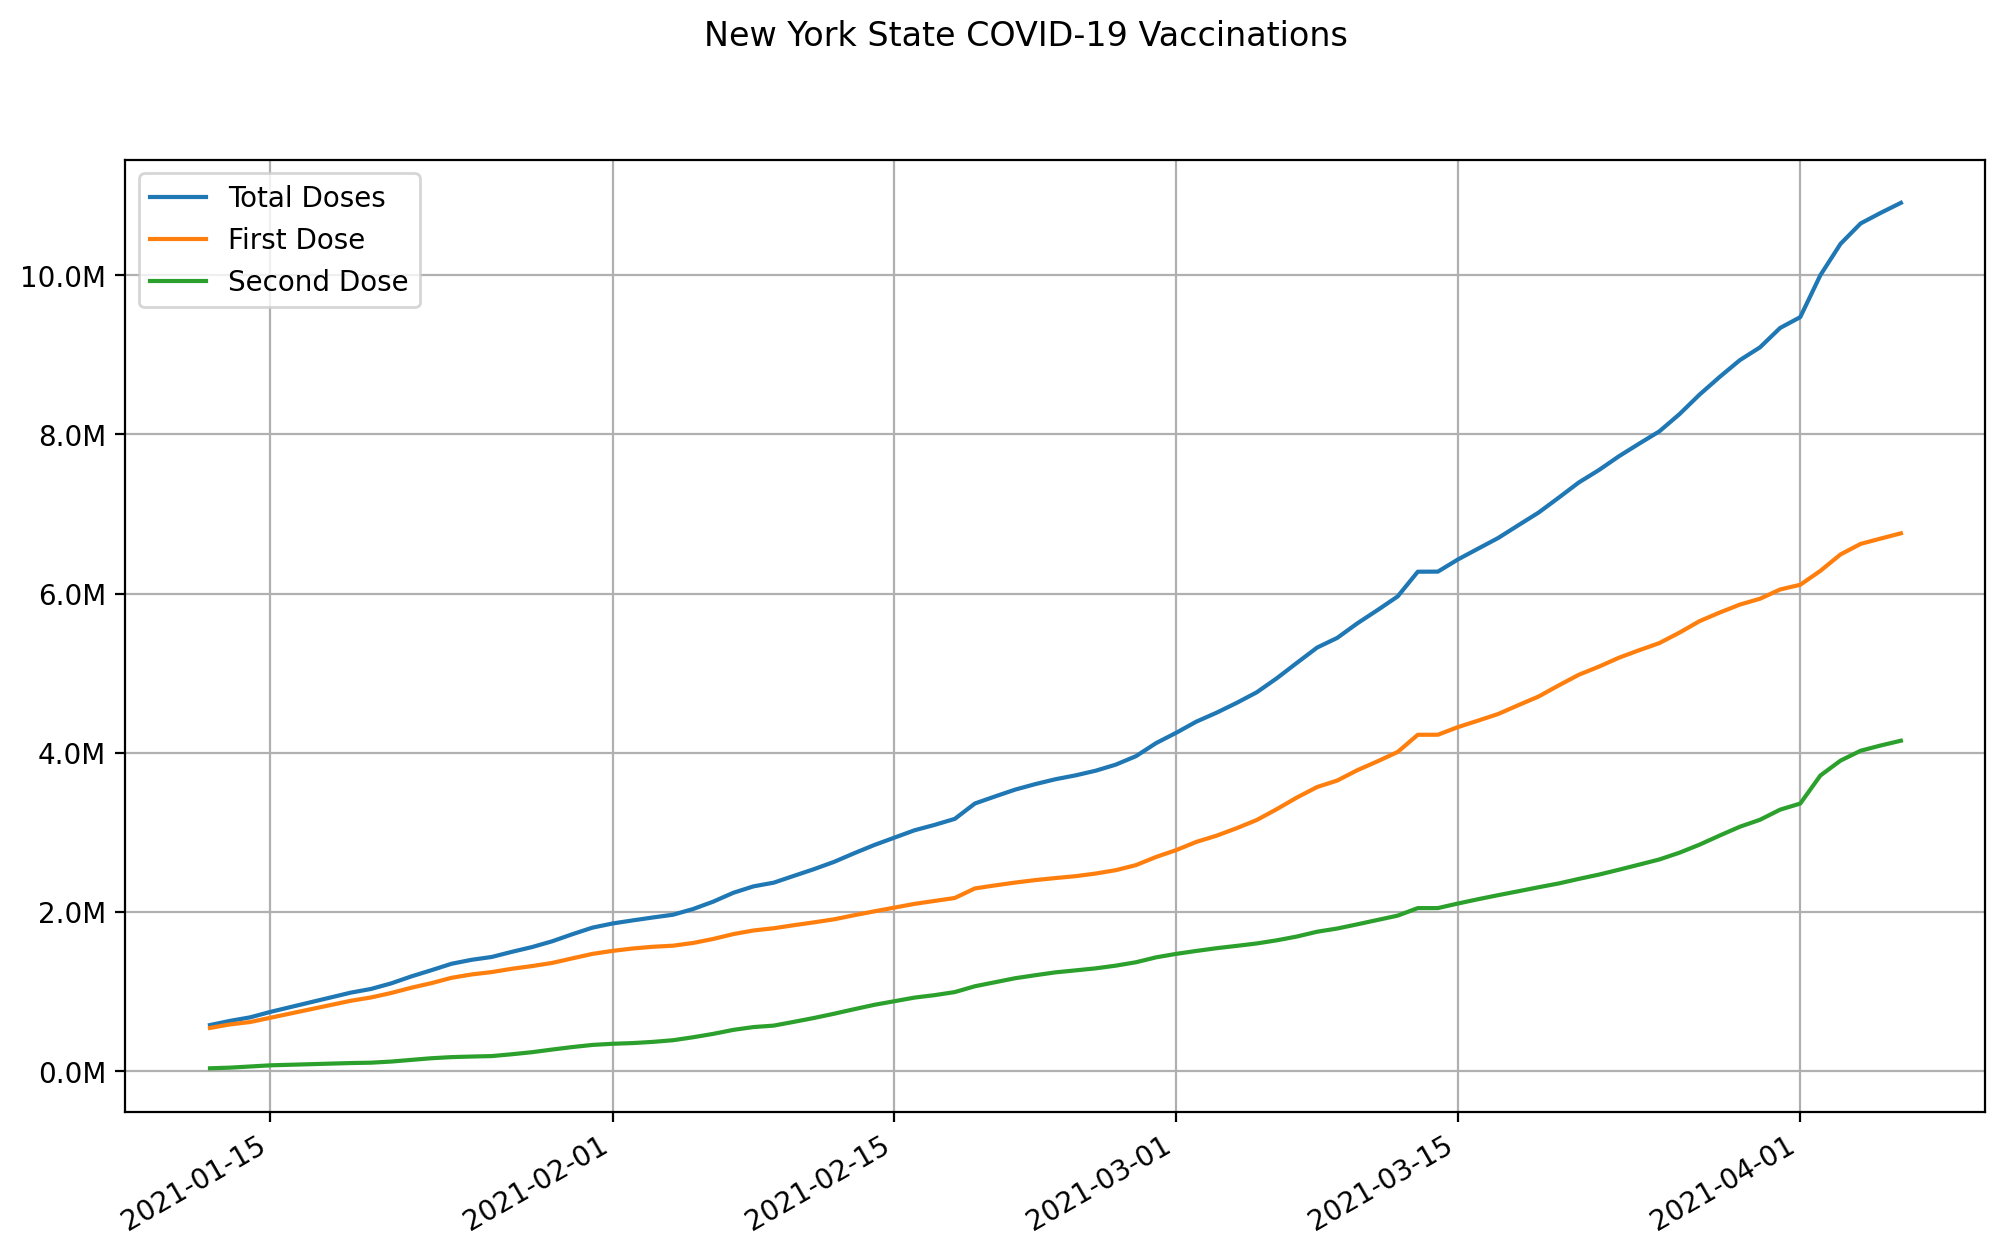 New York State COVID-19 Vaccinations
Total Doses
First Dose
Second Dose
10.0M
8.0M
6.0M
4.0M
2.0M
0.0M
2021-01-15
2021-02-01
2021-02-15
2021-03-01
2021-03-15
2021-04-01